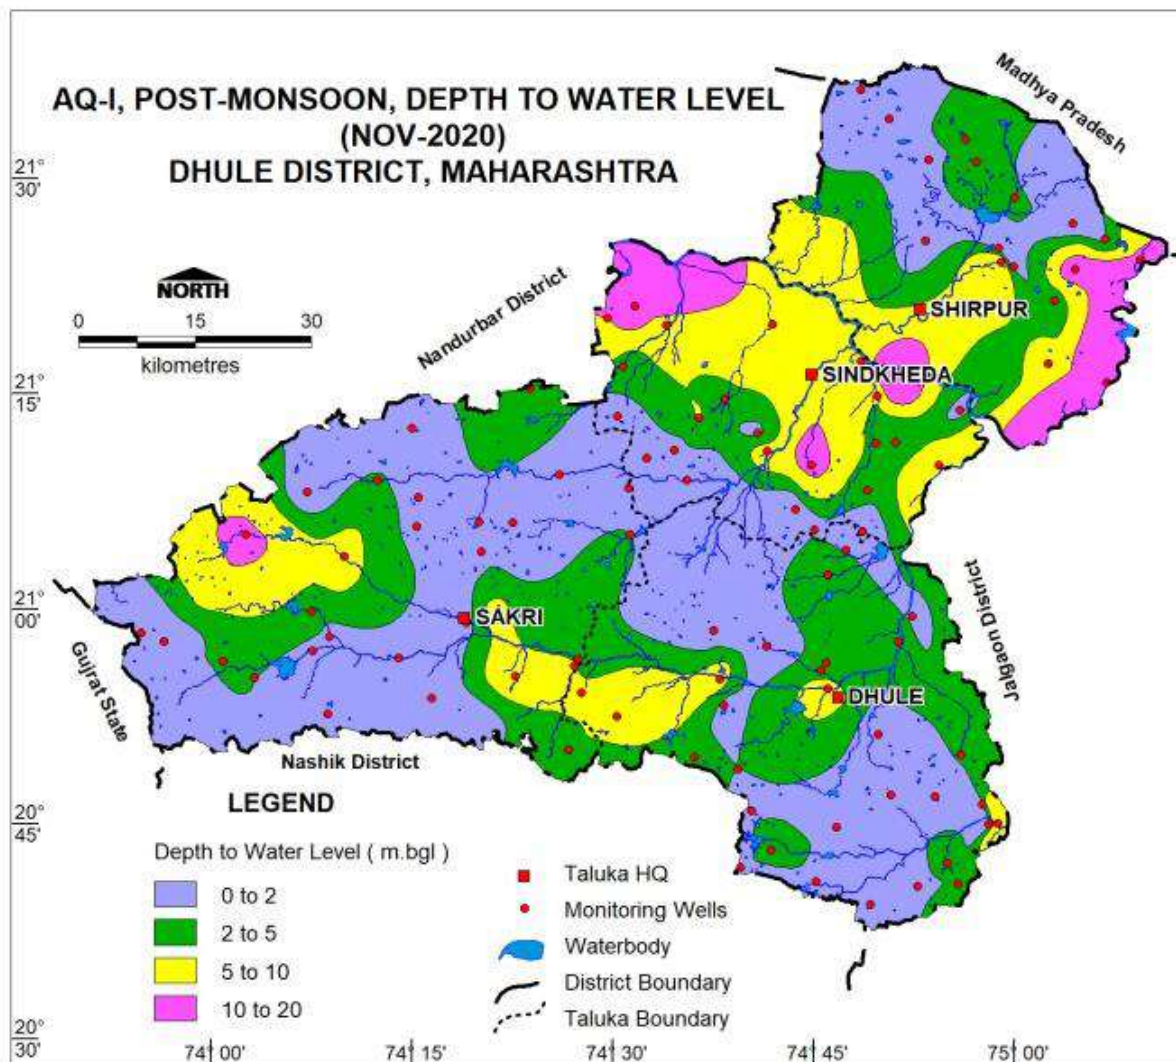 AQ-I, POST-MONSOON, DEPTH TO WATER LEVEL
(NOV-2020)
DHULE DISTRICT, MAHARASHTRA
Madhya Pradesh
21°
30'
NORTH
0 15 30
kilometres
Nandurbar District
SHIRPUR
SINDKHEDA
21°
15'
21°
00'
SAKRI
Jalgaon District
Gujrat State
DHULE
Nashik District
LEGEND
20°
45'
Depth to Water Level ( m.bgl )
0 to 2
2 to 5
5 to 10
10 to 20
Taluka HQ
Monitoring Wells
Waterbody
District Boundary
Taluka Boundary
20°
30'
74° 00' 74° 15' 74° 30' 74° 45' 75° 00'